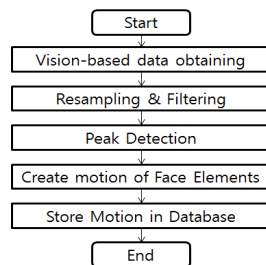 Start
Vision-based data obtaining
Resampling & Filtering
Peak Detection
Create motion of Face Elements
Store Motion in Database
End